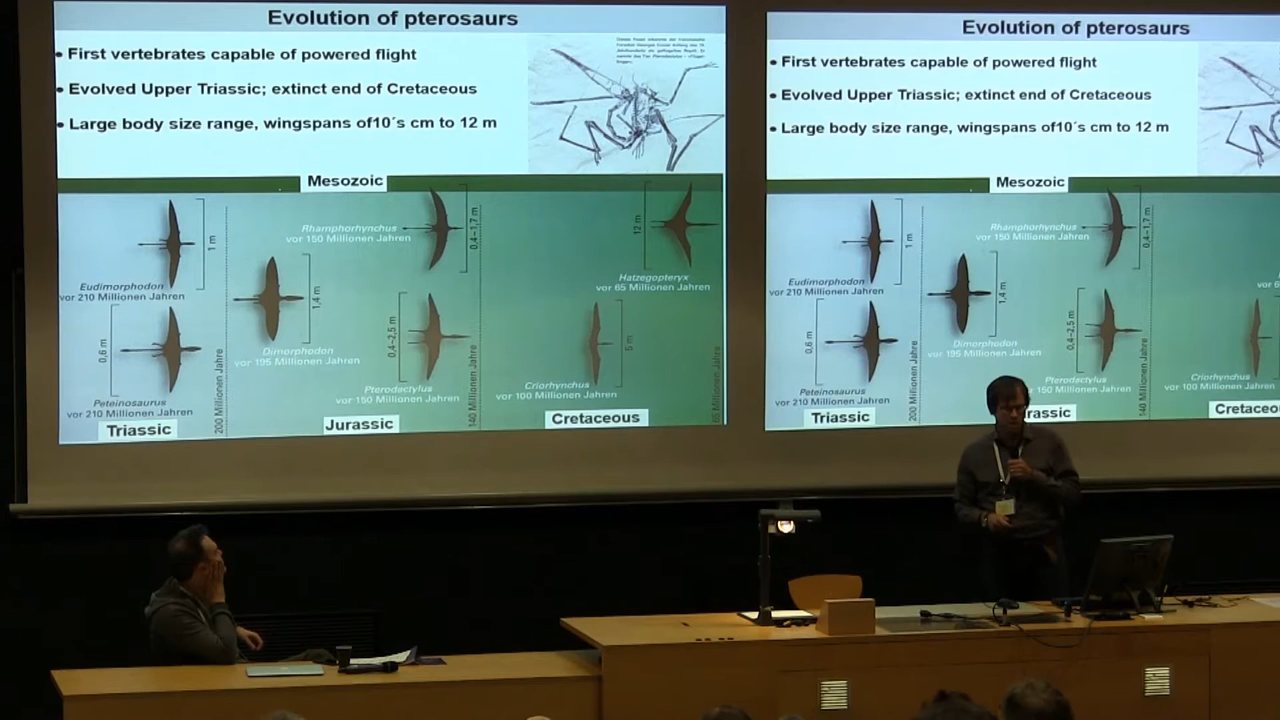 Evolution of pterosaurs
• First vertebrates capable of powered flight
• Evolved Upper Triassic; extinct end of Cretaceous
• Large body size range, wingspans of10´s cm to 12 m
Mesozoic
1 m
Eudimorphodon
vor 210 Millionen Jahren
0,6 m
Peteinosaurus
vor 210 Millionen Jahren
Triassic
200 Millionen Jahre
1,4 m
Dimorphodon
vor 195 Millionen Jahren
Rhamphorhynchus
vor 150 Millionen Jahren
0,4–1,7 m
0,4–2,5 m
Pterodactylus
vor 150 Millionen Jahren
Jurassic
140 Millionen Jahre
12 m
Hatzegopteryx
vor 65 Millionen Jahren
5 m
Criorhynchus
vor 100 Millionen Jahren
Cretaceous
65 Millionen Jahre
Evolution of pterosaurs
• First vertebrates capable of powered flight
• Evolved Upper Triassic; extinct end of Cretaceous
• Large body size range, wingspans of10´s cm to 12 m
Mesozoic
1 m
Eudimorphodon
vor 210 Millionen Jahren
0,6 m
Peteinosaurus
vor 210 Millionen Jahren
Triassic
200 Millionen Jahre
1,4 m
Dimorphodon
vor 195 Millionen Jahren
Rhamphorhynchus
vor 150 Millionen Jahren
0,4–1,7 m
0,4–2,5 m
Pterodactylus
150 Millionen Jahren
rassic
140 Millionen Jahre
vor 6
Criorhynchus
vor 100 Millionen
Cretaceo